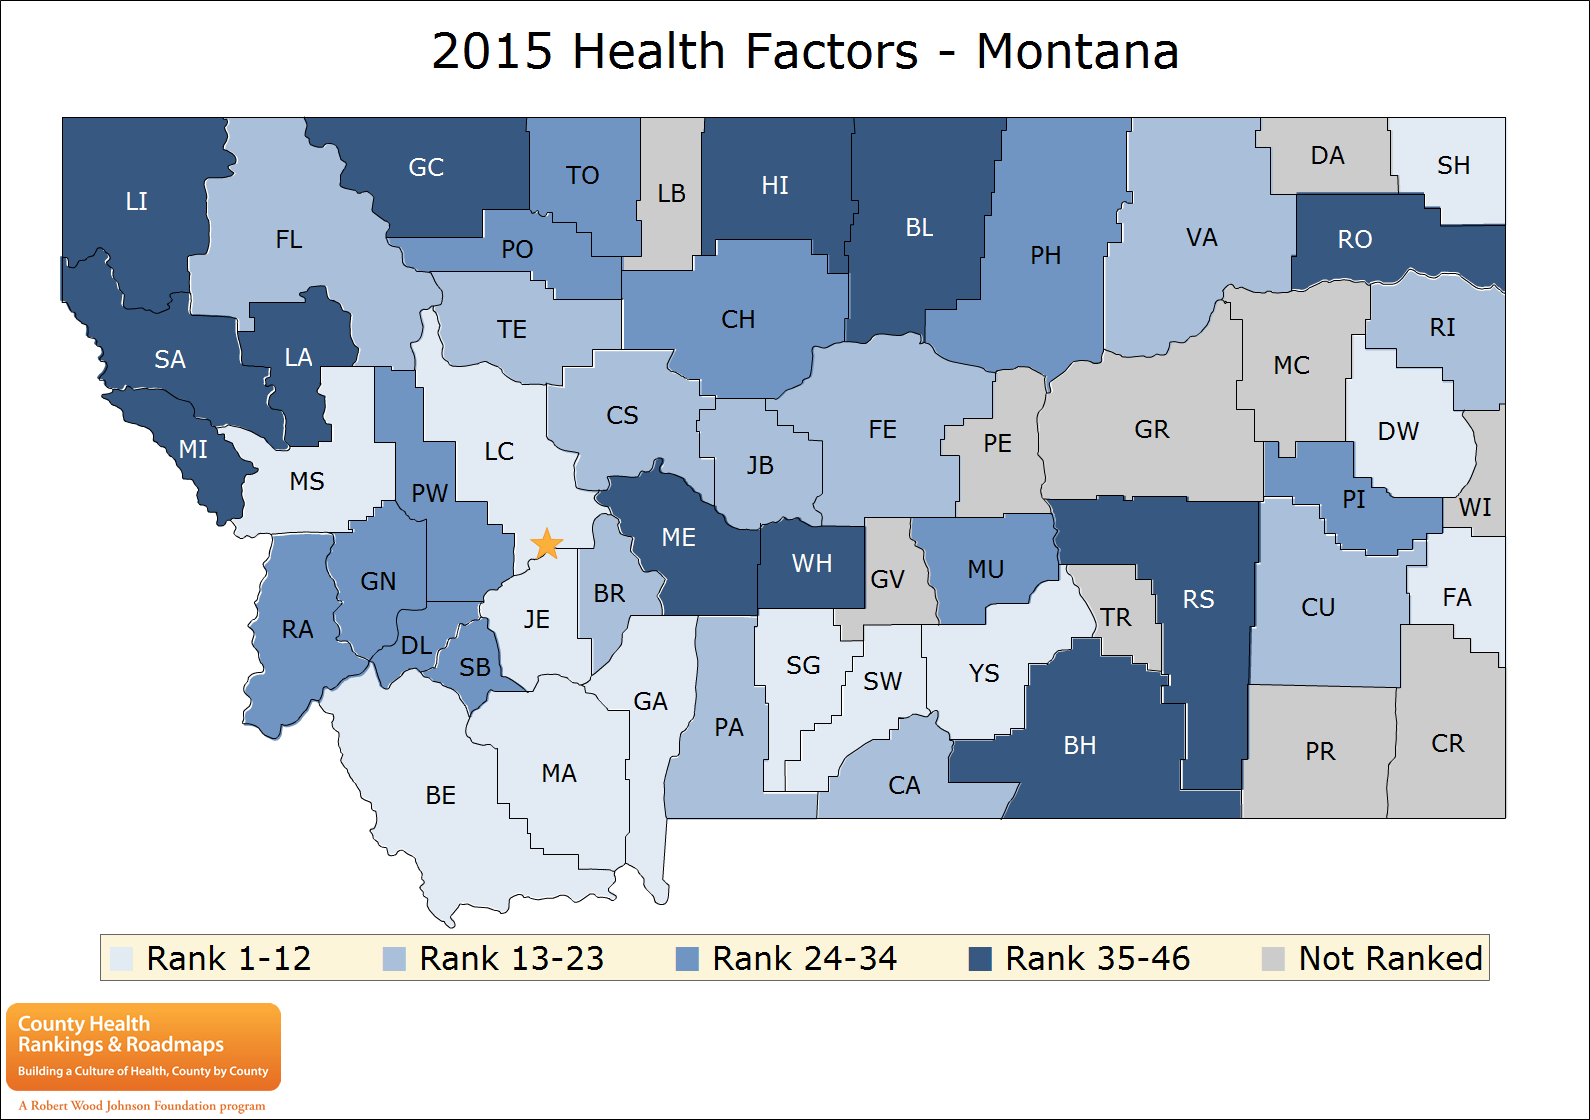 2015 Health Factors - Montana
LI
FL
GC
TO
LB
HI
BL
PH
VA
DA
SH
RO
PO
TE
CH
RI
SA
LA
MC
MI
MS
PW
LC
CS
JB
FE
PE
GR
DW
PI
WI
ME
WH
GV
MU
RS
TR
CU
FA
RA
GN
DL
SB
JE
BR
GA
PA
SG
SW
YS
BH
CA
PR
CR
BE
MA
Rank 1-12 Rank 13-23 Rank 24-34 Rank 35-46 Not Ranked
County Health
Rankings & Roadmaps
Building a Culture of Health, County by County
A Robert Wood Johnson Foundation program